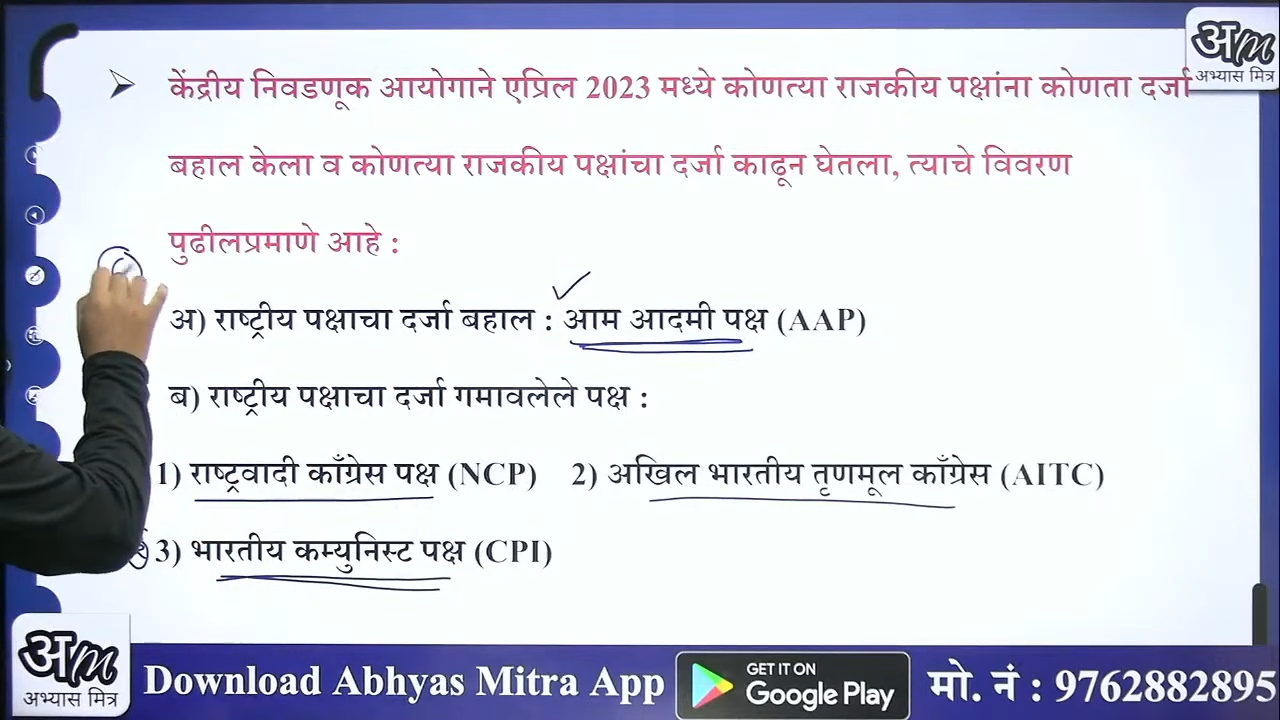 अm
अभ्यास मित्र
केंद्रीय निवडणूक आयोगाने एप्रिल 2023 मध्ये कोणत्या राजकीय पक्षांना कोणता दर्जा
बहाल केला व कोणत्या राजकीय पक्षांचा दर्जा काढून घेतला, त्याचे विवरण
पुढीलप्रमाणे आहे :
अ) राष्ट्रीय पक्षाचा दर्जा बहाल : आम आदमी पक्ष (AAP)
ब) राष्ट्रीय पक्षाचा दर्जा गमावलेले पक्ष :
1) राष्ट्रवादी काँग्रेस पक्ष (NCP) 2) अखिल भारतीय तृणमूल काँग्रेस (AITC)
3) भारतीय कम्युनिस्ट पक्ष (CPI)
अm
अभ्यास मित्र
Download Abhyas Mitra App
GET IT ON
Google Play
मो. नं : 9762882895